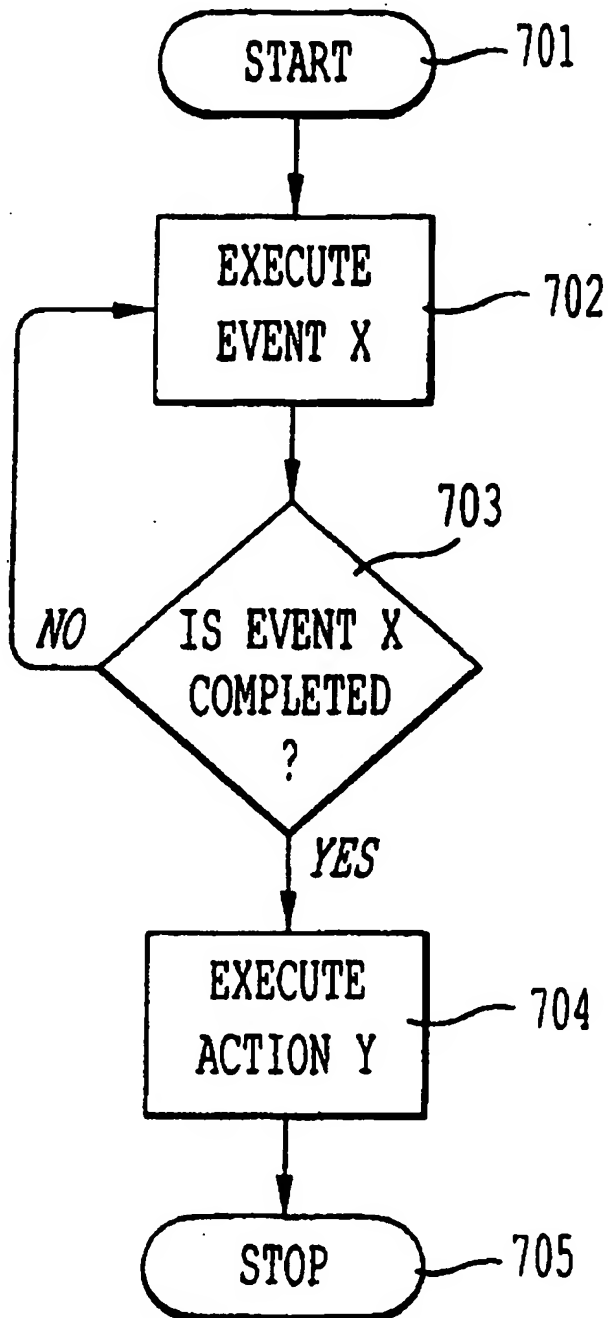 START
701
EXECUTE
EVENT X
702
703
IS EVENT X
COMPLETED
?
NO
YES
EXECUTE
ACTION Y
704
STOP
705